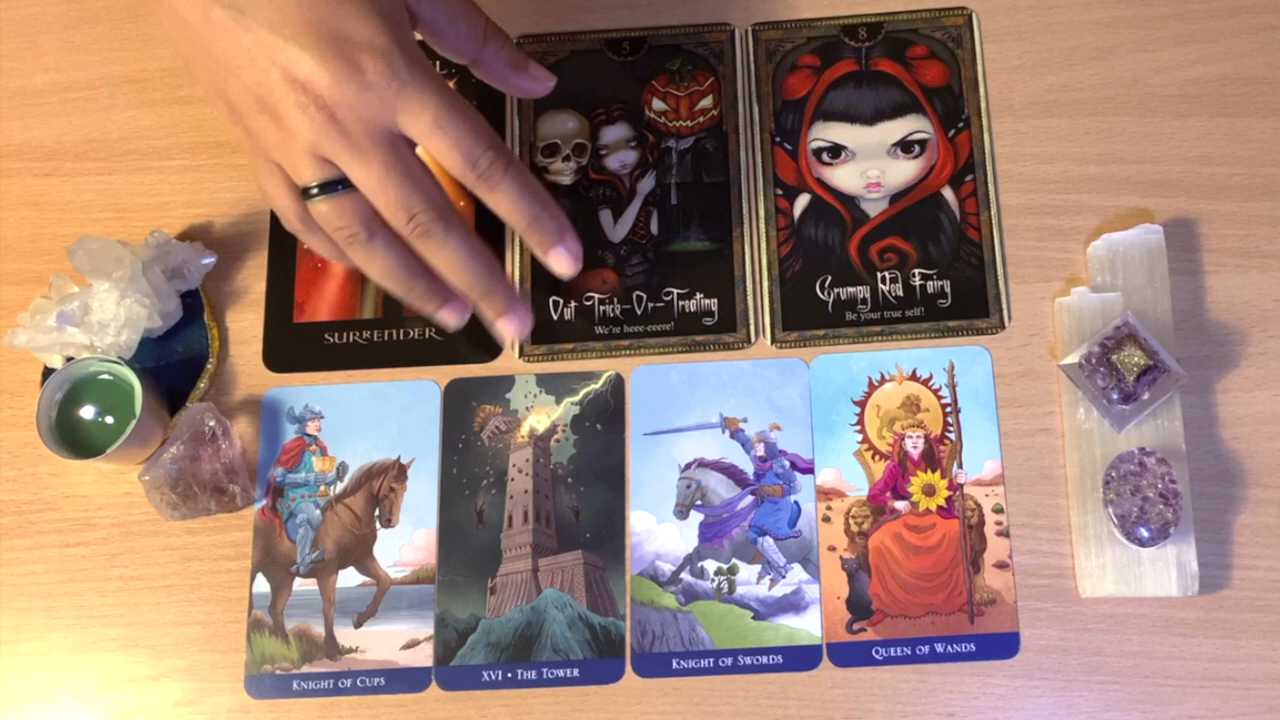 5
Out Trick-Or-Treating
We're heee-eeere!
8
Grumpy Red Fairy
Be your true self!
SURRENDER
KNIGHT OF CUPS
XVI • THE TOWER
KNIGHT OF SWORDS
QUEEN OF WANDS